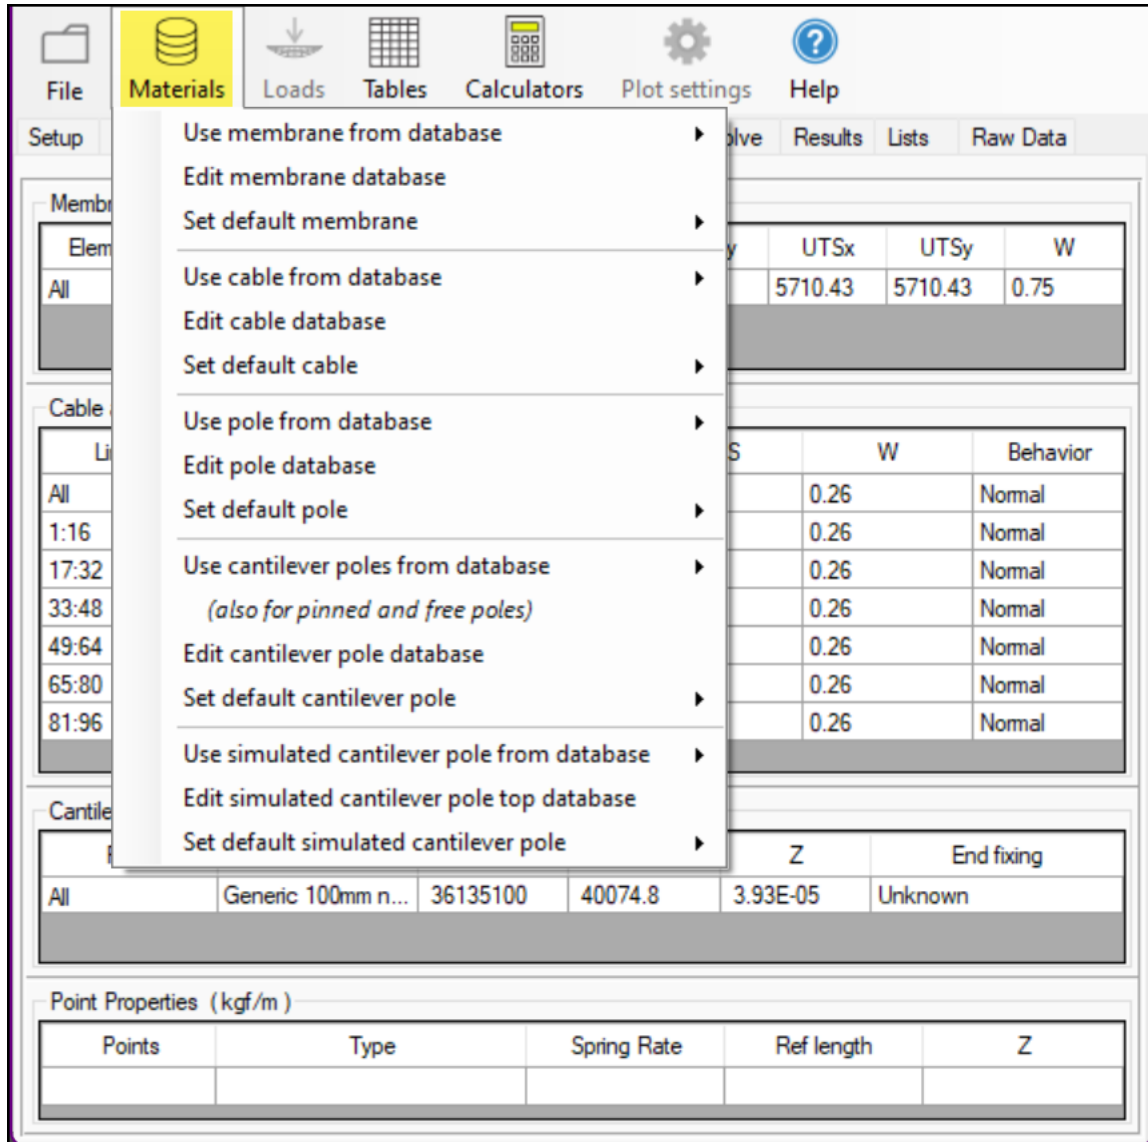 File Materials Loads Tables Calculators Plot settings Help
Setup Results Lists Raw Data
Use membrane from database
Edit membrane database
Set default membrane
UTSx UTSy W
All 5710.43 5710.43 0.75
Use cable from database
Edit cable database
Set default cable
Cable
Use pole from database
Edit pole database
Set default pole
W Behavior
All 0.26 Normal
1:16 0.26 Normal
17:32 0.26 Normal
33:48 0.26 Normal
49:64 0.26 Normal
65:80 0.26 Normal
81:96 0.26 Normal
Use cantilever poles from database
(also for pinned and free poles)
Edit cantilever pole database
Set default cantilever pole
Use simulated cantilever pole from database
Edit simulated cantilever pole top database
Set default simulated cantilever pole
Z End fixing
All Generic 100mm n... 36135100 40074.8 3.93E-05 Unknown
Point Properties (kgf/m )
Points Type Spring Rate Ref length Z